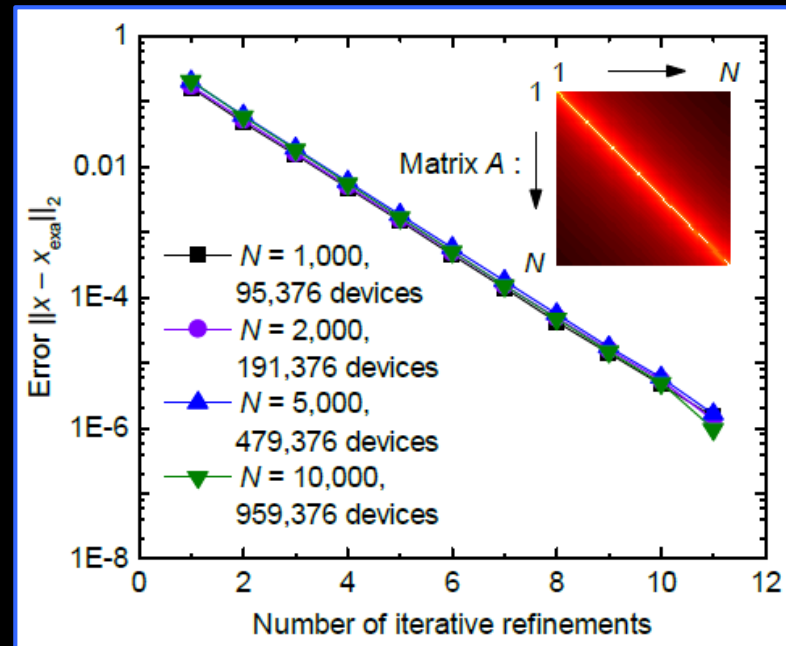 1
0.01
1E-4
1E-6
1E-8
Error ||x − x_exa||_2
1 N
1
Matrix A :
N
N = 1,000,
95,376 devices
N = 2,000,
191,376 devices
N = 5,000,
479,376 devices
N = 10,000,
959,376 devices
0 2 4 6 8 10 12
Number of iterative refinements